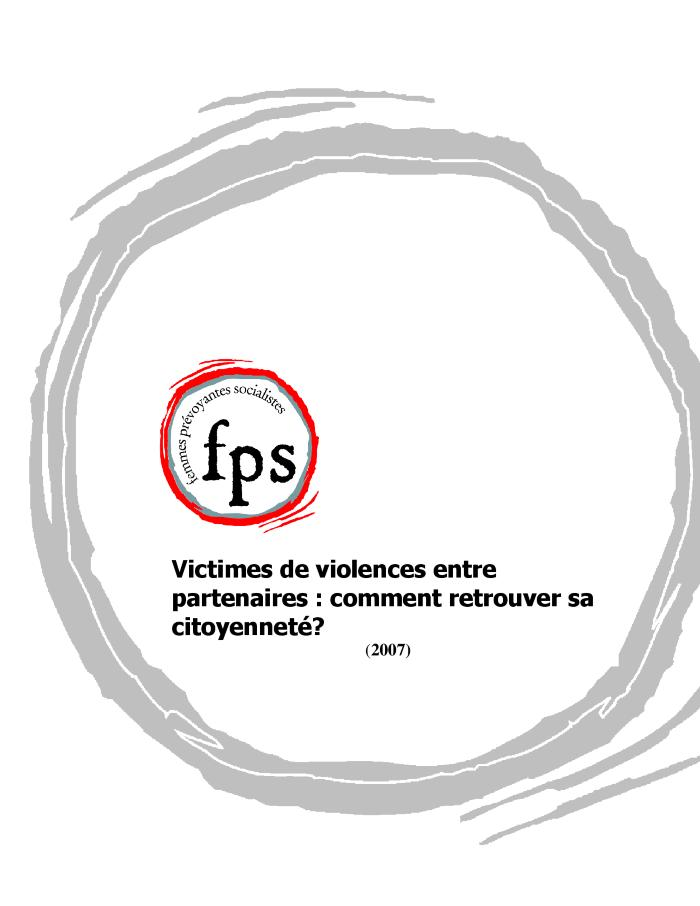 femmes prévoyantes socialistes
fps
Victimes de violences entre
partenaires : comment retrouver sa
citoyenneté?
(2007)